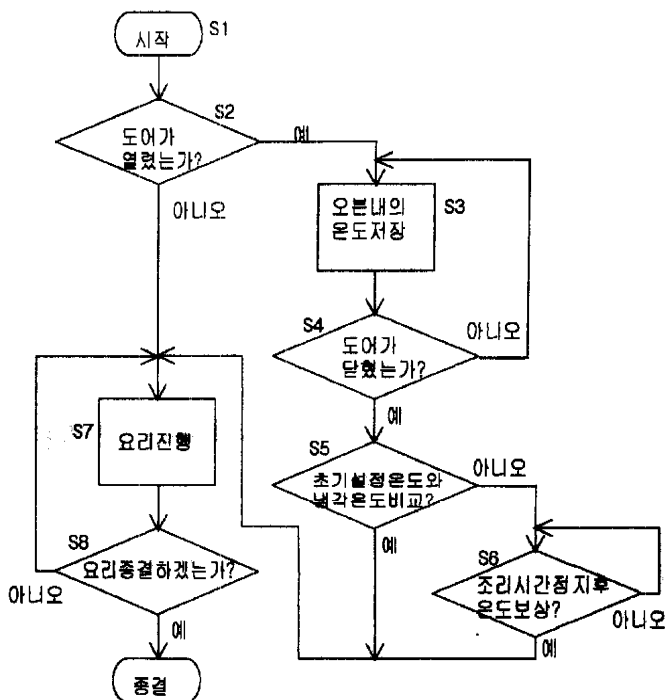 시작
S1
S2
도어가
열렸는가?
예
아니오
오븐내의
온도저장
S3
S4
도어가
닫혔는가?
아니오
예
S7
요리진행
S5
초기설정온도와
냉각온도비교?
아니오
예
S8
요리종결하겠는가?
아니오
예
S6
조리시간정지후
온도보상?
아니오
예
종결